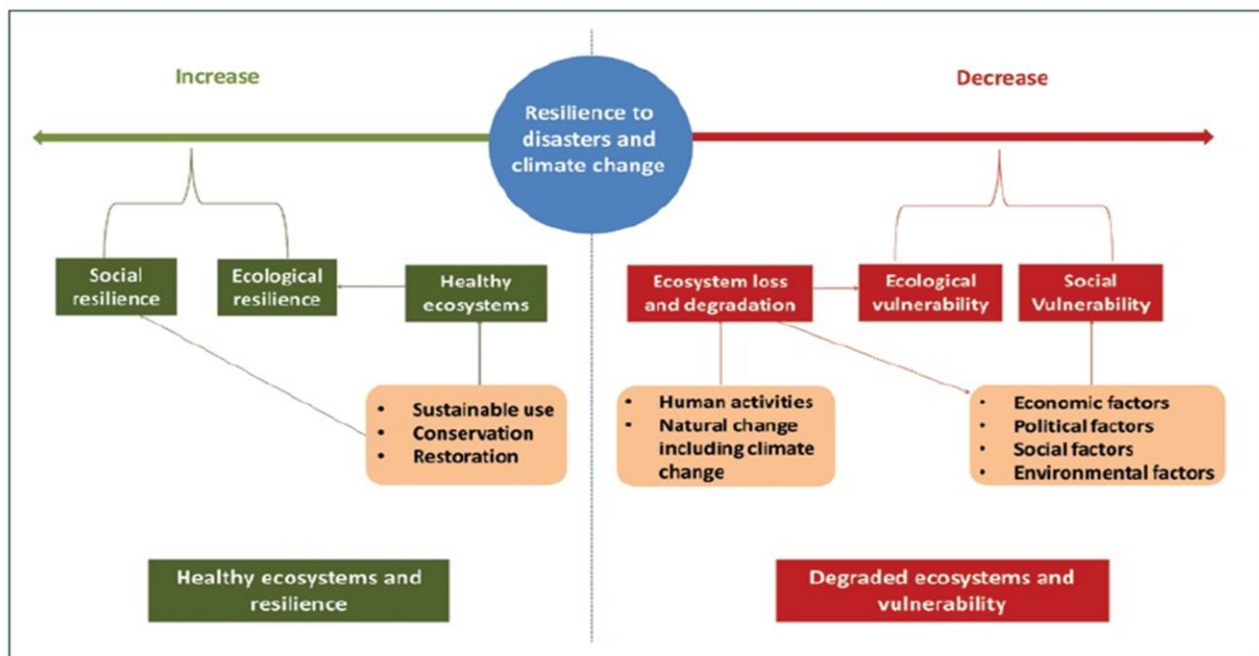 Increase
Resilience to
disasters and
climate change
Decrease
Social
resilience
Ecological
resilience
Healthy
ecosystems
Ecosystem loss
and degradation
Ecological
vulnerability
Social
Vulnerability
• Sustainable use
• Conservation
• Restoration
• Human activities
• Natural change
including climate
change
• Economic factors
• Political factors
• Social factors
• Environmental factors
Healthy ecosystems and
resilience
Degraded ecosystems and
vulnerability